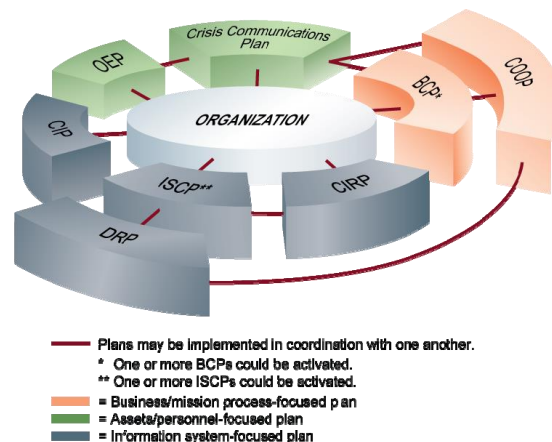 Crisis Communications
Plan
OEP
COOP
BCP*
CIP
ORGANIZATION
ISCP**
CIRP
DRP
Plans may be implemented in coordination with one another.
* One or more BCPs could be activated.
** One or more ISCPs could be activated.
= Business/mission process-focused plan
= Assets/personnel-focused plan
= Information system-focused plan